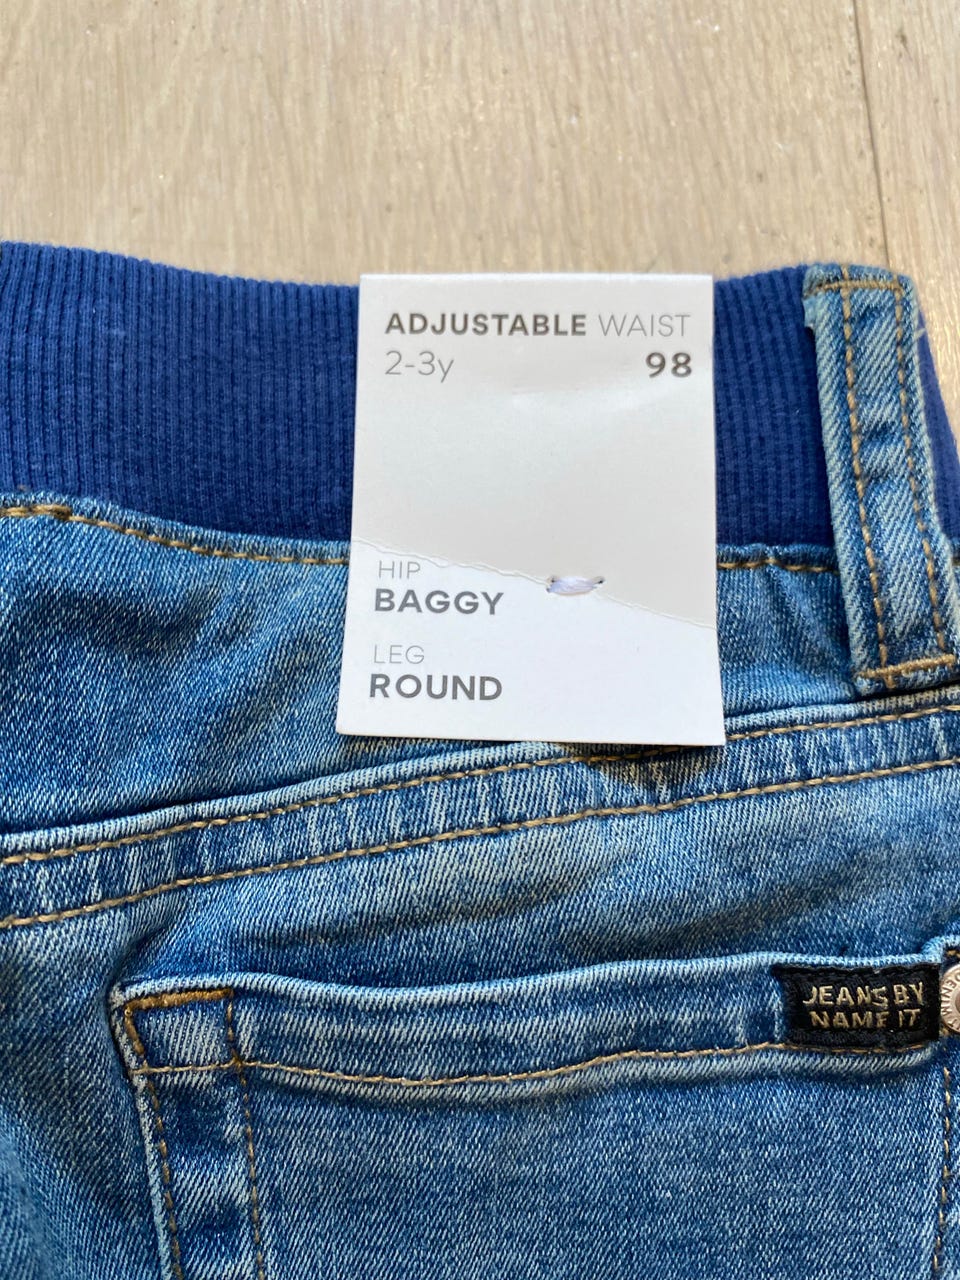 ADJUSTABLE WAIST
2-3y 98
HIP
BAGGY
LEG
ROUND
JEANS BY
NAME IT